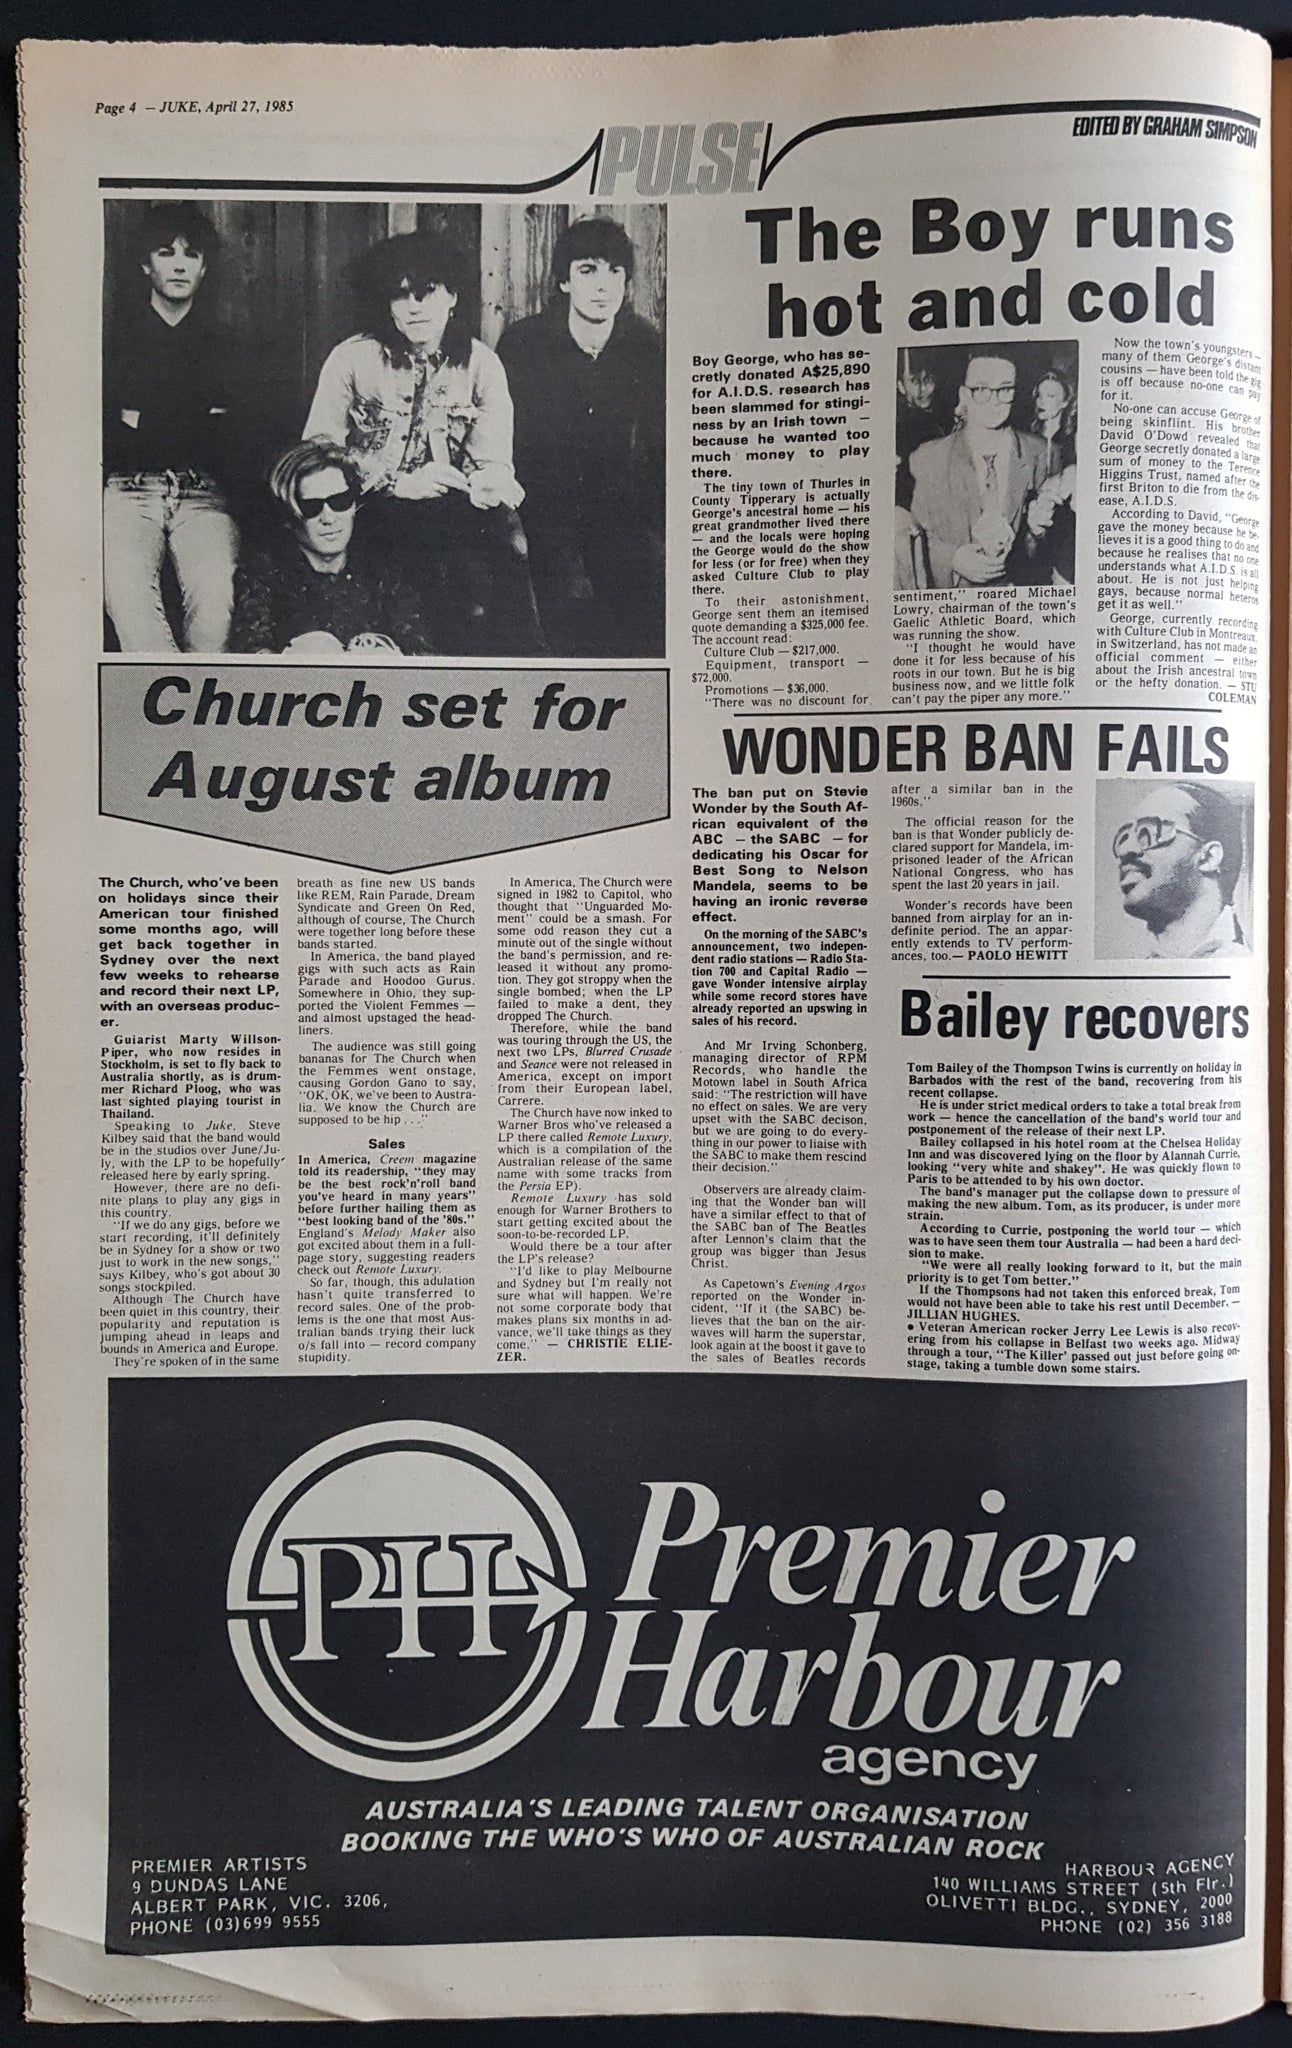 Page 4 — JUKE, April 27, 1985
PULSE
EDITED BY GRAHAM SIMPSON
Church set for
August album
The Church, who've been
on holidays since their
American tour finished
some months ago, will
get back together in
Sydney over the next
few weeks to rehearse
and record their next LP,
with an overseas produc-
er.
Guiarist Marty Willson-
Piper, who now resides in
Stockholm, is set to fly back to
Australia shortly, as is drum-
mer Richard Ploog, who was
last sighted playing tourist in
Thailand.
Speaking to Juke, Steve
Kilbey said that the band would
be in the studios over June/Ju-
ly, with the LP to be hopefully
released here by early spring.
However, there are no defi-
nite plans to play any gigs in
this country.
"If we do any gigs, before we
start recording, it'll definitely
be in Sydney for a show or two
just to work in the new songs,"
says Kilbey, who's got about 30
songs stockpiled.
Although The Church have
been quiet in this country, their
popularity and reputation is
jumping ahead in leaps and
bounds in America and Europe.
They're spoken of in the same
breath as fine new US bands
like REM, Rain Parade, Dream
Syndicate and Green On Red,
although of course, The Church
were together long before these
bands started.
In America, the band played
gigs with such acts as Rain
Parade and Hoodoo Gurus.
Somewhere in Ohio, they sup-
ported the Violent Femmes —
and almost upstaged the head-
liners.
The audience was still going
bananas for The Church when
the Femmes went onstage,
causing Gordon Gano to say,
"OK, OK, we've been to Austra-
lia. We know the Church are
supposed to be hip . . ."
Sales
In America, Creem magazine
told its readership, "they may
be the best rock'n'roll band
you've heard in many years"
before further hailing them as
"best looking band of the '80s."
England's Melody Maker also
got excited about them in a full-
page story, suggesting readers
check out Remote Luxury.
So far, though, this adulation
hasn't quite transferred to
record sales. One of the prob-
lems is the one that most Aus-
tralian bands trying their luck
o/s fall into — record company
stupidity.
In America, The Church were
signed in 1982 to Capitol, who
thought that "Unguarded Mo-
ment" could be a smash. For
some odd reason they cut a
minute out of the single without
the band's permission, and re-
leased it without any promo-
tion. They got stroppy when the
single bombed; when the LP
failed to make a dent, they
dropped The Church.
Therefore, while the band
was touring through the US, the
next two LPs, Blurred Crusade
and Seance were not released in
America, except on import
from their European label,
Carrere.
The Church have now inked to
Warner Bros who've released a
LP there called Remote Luxury,
which is a compilation of the
Australian release of the same
name with some tracks from
the Persia EP).
Remote Luxury has sold
enough for Warner Brothers to
start getting excited about the
soon-to-be-recorded LP.
Would there be a tour after
the LP's release?
"I'd like to play Melbourne
and Sydney but I'm really not
sure what will happen. We're
not some corporate body that
makes plans six months in ad-
vance, we'll take things as they
come." — CHRISTIE ELIE-
ZER.
The Boy runs
hot and cold
Boy George, who has se-
cretly donated A$25,890
for A.I.D.S. research has
been slammed for stingi-
ness by an Irish town —
because he wanted too
much money to play
there.
The tiny town of Thurles in
County Tipperary is actually
George's ancestral home — his
great grandmother lived there
— and the locals were hoping
the George would do the show
for less (or for free) when they
asked Culture Club to play
there.
To their astonishment,
George sent them an itemised
quote demanding a $325,000 fee.
The account read:
Culture Club — $217,000.
Equipment, transport —
$72,000.
Promotions — $36,000.
"There was no discount for
sentiment," roared Michael
Lowry, chairman of the town's
Gaelic Athletic Board, which
was running the show.
"I thought he would have
done it for less because of his
roots in our town. But he is big
business now, and we little folk
can't pay the piper any more."
Now the town's youngsters —
many of them George's distant
cousins — have been told the gig
is off because no-one can pay
for it.
No-one can accuse George of
being skinflint. His brother
David O'Dowd revealed that
George secretly donated a large
sum of money to the Terence
Higgins Trust, named after the
first Briton to die from the dis-
ease, A.I.D.S.
According to David, "George
gave the money because he be-
lieves it is a good thing to do and
because he realises that no one
understands what A.I.D.S. is all
about. He is not just helping
gays, because normal heteros
get it as well."
George, currently recording
with Culture Club in Montreaux,
in Switzerland, has not made an
official comment — either
about the Irish ancestral town
or the hefty donation. — STU
COLEMAN
WONDER BAN FAILS
The ban put on Stevie
Wonder by the South Af-
rican equivalent of the
ABC — the SABC — for
dedicating his Oscar for
Best Song to Nelson
Mandela, seems to be
having an ironic reverse
effect.
On the morning of the SABC's
announcement, two indepen-
dent radio stations — Radio Sta-
tion 700 and Capital Radio —
gave Wonder intensive airplay
while some record stores have
already reported an upswing in
sales of his record.
And Mr Irving Schonberg,
managing director of RPM
Records, who handle the
Motown label in South Africa
said: "The restriction will have
no effect on sales. We are very
upset with the SABC decison,
but we are going to do every-
thing in our power to liaise with
the SABC to make them rescind
their decision."
Observers are already claim-
ing that the Wonder ban will
have a similar effect to that of
the SABC ban of The Beatles
after Lennon's claim that the
group was bigger than Jesus
Christ.
As Capetown's Evening Argos
reported on the Wonder in-
cident, "If it (the SABC) be-
lieves that the ban on the air-
waves will harm the superstar,
look again at the boost it gave to
the sales of Beatles records
after a similar ban in the
1960s."
The official reason for the
ban is that Wonder publicly de-
clared support for Mandela, im-
prisoned leader of the African
National Congress, who has
spent the last 20 years in jail.
Wonder's records have been
banned from airplay for an in-
definite period. The an appar-
ently extends to TV perform-
ances, too.— PAOLO HEWITT
Bailey recovers
Tom Bailey of the Thompson Twins is currently on holiday in
Barbados with the rest of the band, recovering from his
recent collapse.
He is under strict medical orders to take a total break from
work — hence the cancellation of the band's world tour and
postponement of the release of their next LP.
Bailey collapsed in his hotel room at the Chelsea Holiday
Inn and was discovered lying on the floor by Alannah Currie,
looking "very white and shakey". He was quickly flown to
Paris to be attended to by his own doctor.
The band's manager put the collapse down to pressure of
making the new album. Tom, as its producer, is under more
strain.
According to Currie, postponing the world tour — which
was to have seen them tour Australia — had been a hard deci-
sion to make.
"We were all really looking forward to it, but the main
priority is to get Tom better."
If the Thompsons had not taken this enforced break, Tom
would not have been able to take his rest until December. —
JILLIAN HUGHES.
● Veteran American rocker Jerry Lee Lewis is also recov-
ering from his collapse in Belfast two weeks ago. Midway
through a tour, "The Killer' passed out just before going on-
stage, taking a tumble down some stairs.
PH
Premier
Harbour
agency
AUSTRALIA'S LEADING TALENT ORGANISATION
BOOKING THE WHO'S WHO OF AUSTRALIAN ROCK
PREMIER ARTISTS
9 DUNDAS LANE
ALBERT PARK, VIC. 3206,
PHONE (03)699 9555
HARBOUR AGENCY
140 WILLIAMS STREET (5th Flr.)
OLIVETTI BLDG., SYDNEY, 2000
PHONE (02) 356 3188